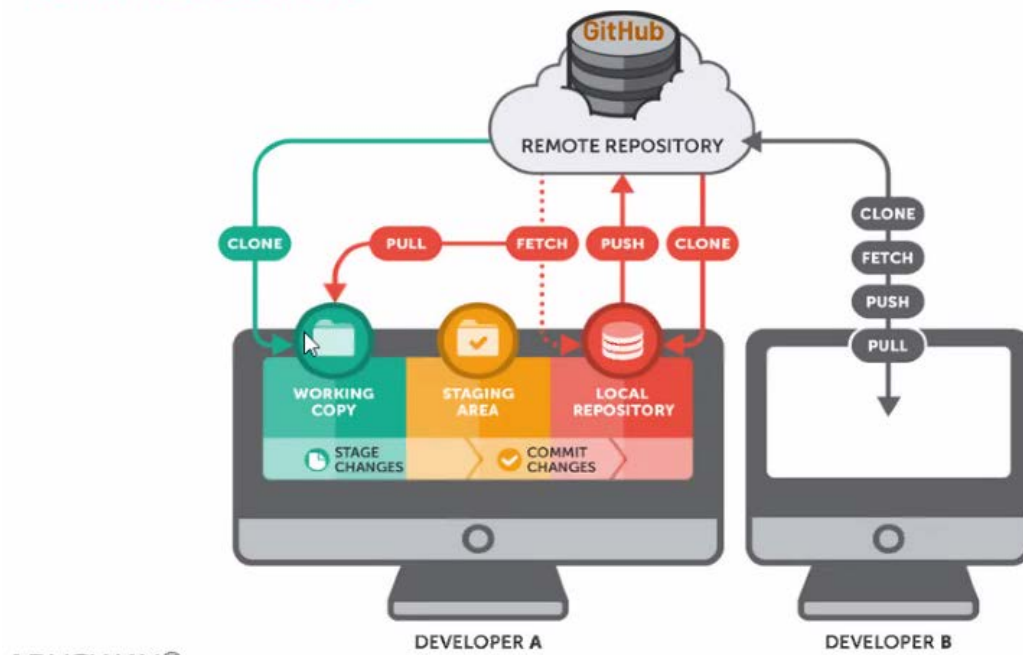 GitHub
REMOTE REPOSITORY
CLONE
PULL
FETCH
PUSH
CLONE
CLONE
FETCH
PUSH
PULL
WORKING
COPY
STAGING
AREA
LOCAL
REPOSITORY
STAGE
CHANGES
COMMIT
CHANGES
DEVELOPER A
DEVELOPER B